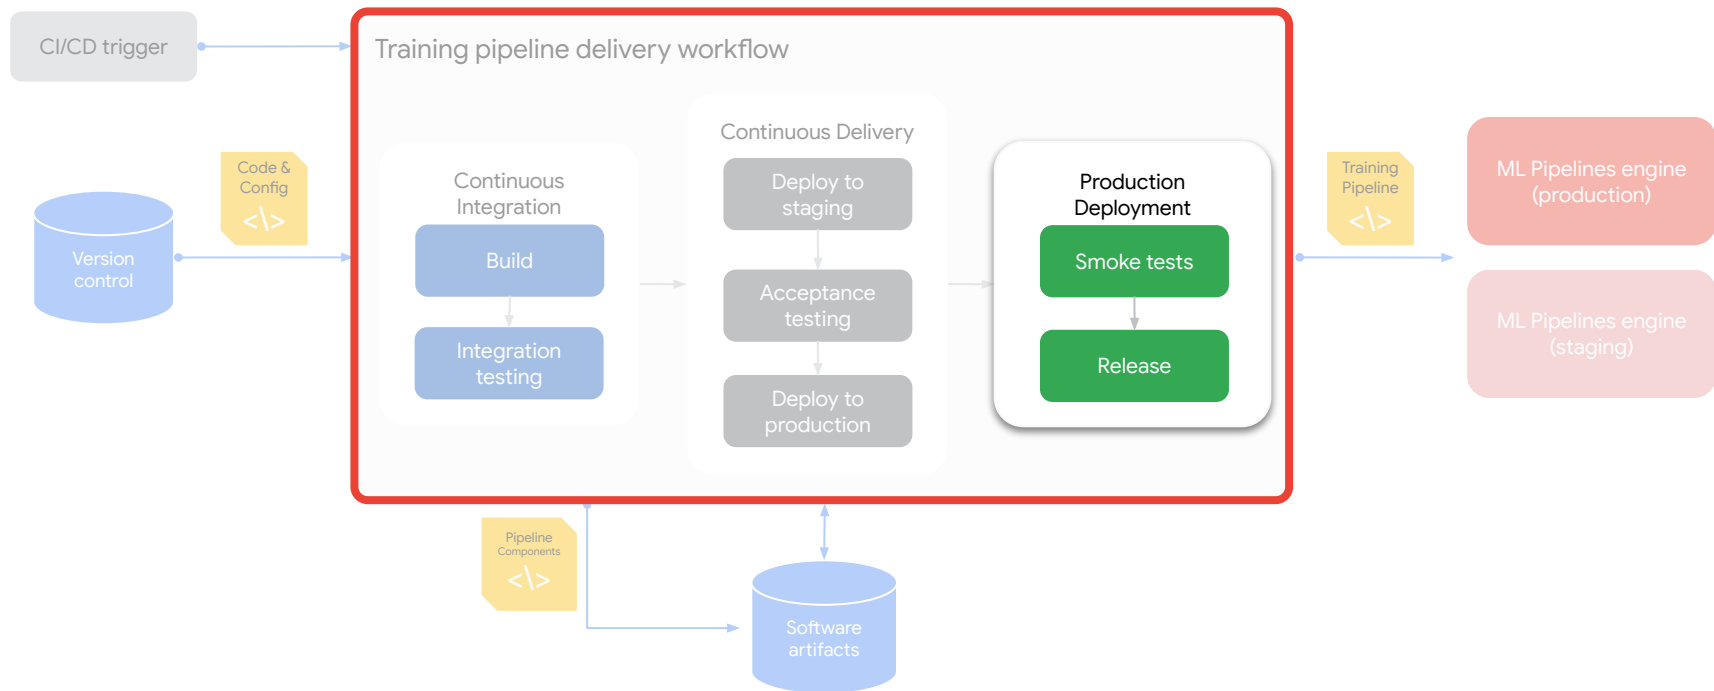 CI/CD trigger
Training pipeline delivery workflow
Code &
Config
</>
Version
control
Continuous
Integration
Build
Integration
testing
Continuous Delivery
Deploy to
staging
Acceptance
testing
Deploy to
production
Production
Deployment
Smoke tests
Release
Training
Pipeline
</>
ML Pipelines engine
(production)
ML Pipelines engine
(staging)
Pipeline
Components
</>
Software
artifacts